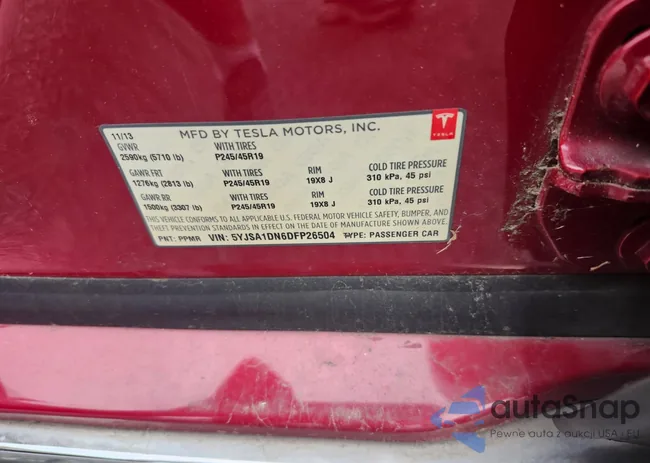 11/13 MFD BY TESLA MOTORS, INC.
TESLA
GVWR WITH TIRES
2590kg (5710 lb) P245/45R19
GAWR FRT WITH TIRES RIM COLD TIRE PRESSURE
1276kg (2813 lb) P245/45R19 19X8 J 310 kPa, 45 psi
GAWR RR WITH TIRES RIM COLD TIRE PRESSURE
1500kg (3307 lb) P245/45R19 19X8 J 310 kPa, 45 psi
THIS VEHICLE CONFORMS TO ALL APPLICABLE U.S. FEDERAL MOTOR VEHICLE SAFETY, BUMPER, AND
THEFT PREVENTION STANDARDS IN EFFECT ON THE DATE OF MANUFACTURE SHOWN ABOVE.
PNT: PPMR VIN: 5YJSA1DN6DFP26504 TYPE: PASSENGER CAR
autaSnap
Pewne auta z aukcji USA i EU